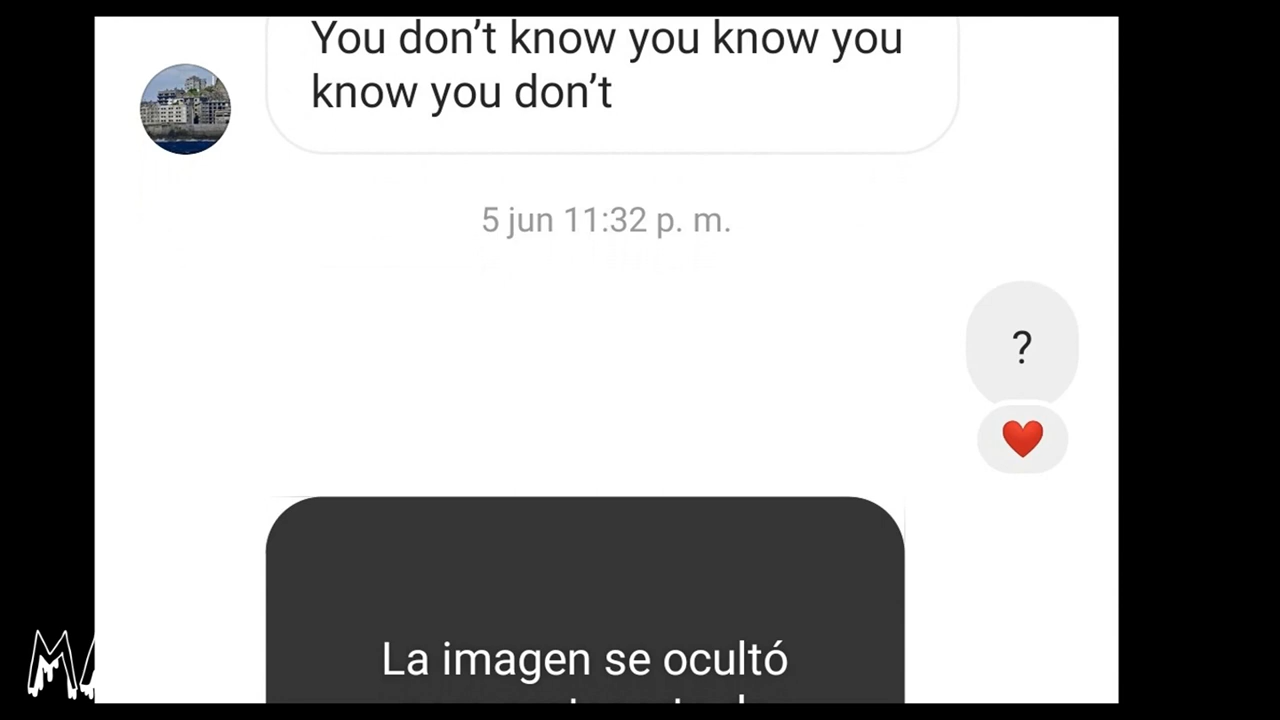 You don’t know you know you
know you don’t
5 jun 11:32 p. m.
?
La imagen se ocultó